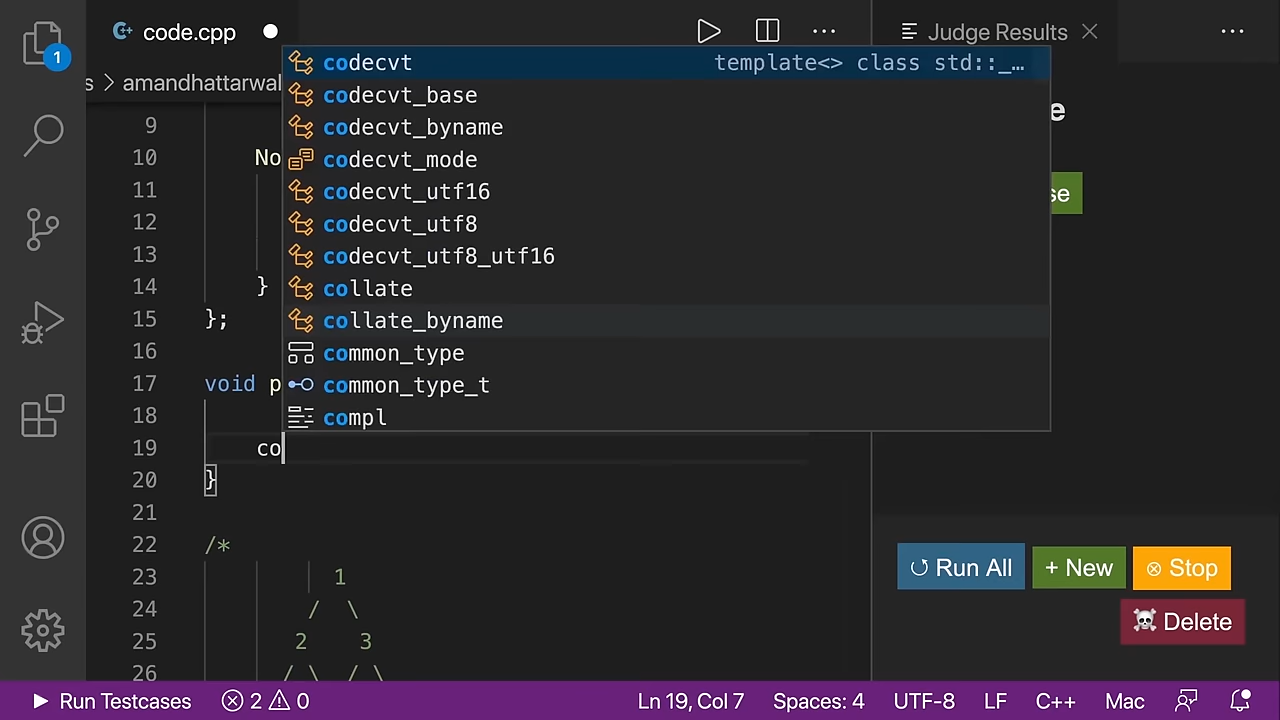 1
code.cpp
Judge Results
s > amandhattarwal
codecvt template<> class std::_…
codecvt_base
codecvt_byname
codecvt_mode
codecvt_utf16
codecvt_utf8
codecvt_utf8_utf16
collate
collate_byname
common_type
common_type_t
compl
e
se
9
10 No
11
12
13
14 }
15 };
16
17 void p
18
19 co
20 }
21
22 /*
23 1
24 / \
25 2 3
26 / \ / \
Run All + New Stop
Delete
Run Testcases 2 0 Ln 19, Col 7 Spaces: 4 UTF-8 LF C++ Mac